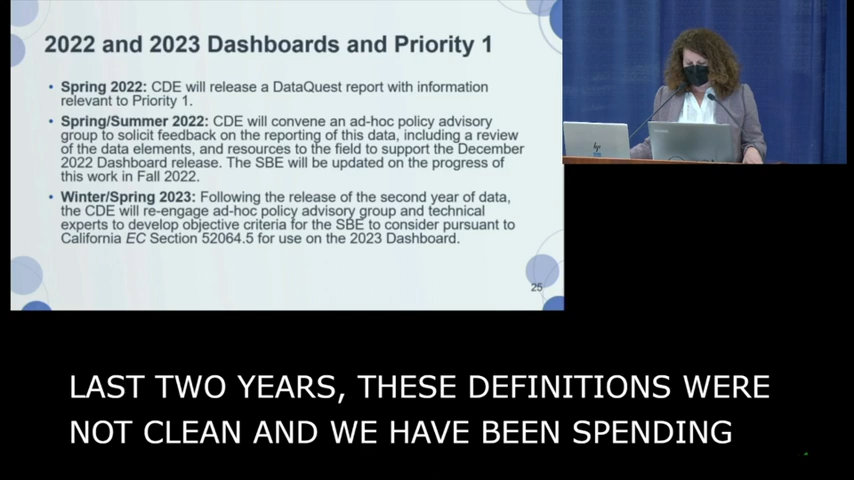 2022 and 2023 Dashboards and Priority 1
• Spring 2022: CDE will release a DataQuest report with information
relevant to Priority 1.
• Spring/Summer 2022: CDE will convene an ad-hoc policy advisory
group to solicit feedback on the reporting of this data, including a review
of the data elements, and resources to the field to support the December
2022 Dashboard release. The SBE will be updated on the progress of
this work in Fall 2022.
• Winter/Spring 2023: Following the release of the second year of data,
the CDE will re-engage ad-hoc policy advisory group and technical
experts to develop objective criteria for the SBE to consider pursuant to
California EC Section 52064.5 for use on the 2023 Dashboard.
25
hp
LAST TWO YEARS, THESE DEFINITIONS WERE
NOT CLEAN AND WE HAVE BEEN SPENDING